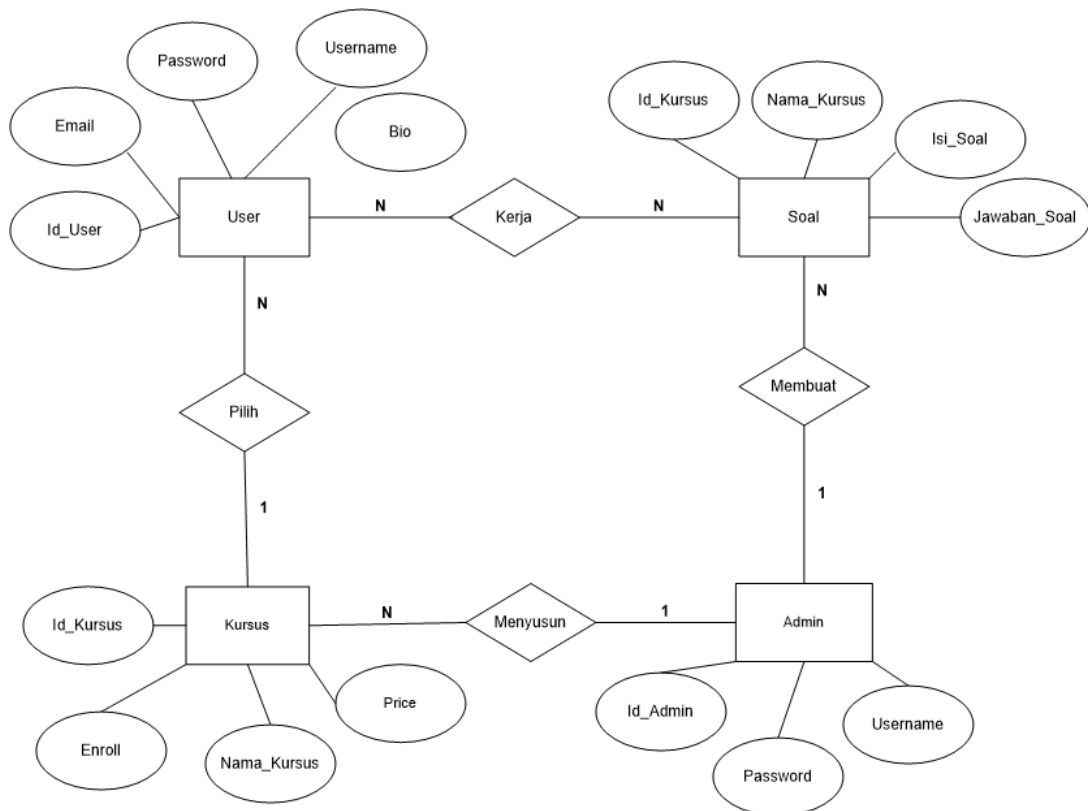 Username
Password
Bio
Email
Id_User
User
N
Kerja
N
Id_Kursus
Nama_Kursus
Isi_Soal
Soal
Jawaban_Soal
N
N
Pilih
Membuat
1
1
Id_Kursus
Kursus
N
Menyusun
1
Admin
Price
Enroll
Nama_Kursus
Id_Admin
Username
Password